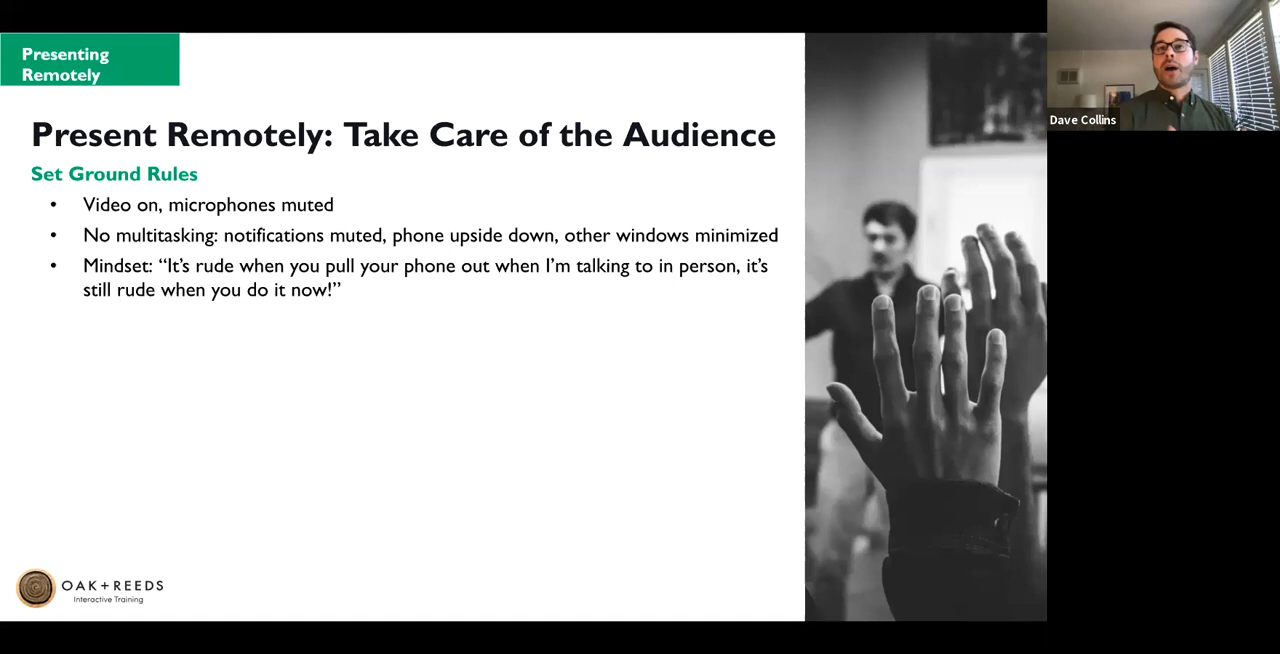 Presenting
Remotely
Present Remotely: Take Care of the Audience
Set Ground Rules
• Video on, microphones muted
• No multitasking: notifications muted, phone upside down, other windows minimized
• Mindset: “It’s rude when you pull your phone out when I’m talking to in person, it’s
still rude when you do it now!”
OAK+REEDS
Interactive Training
Dave Collins